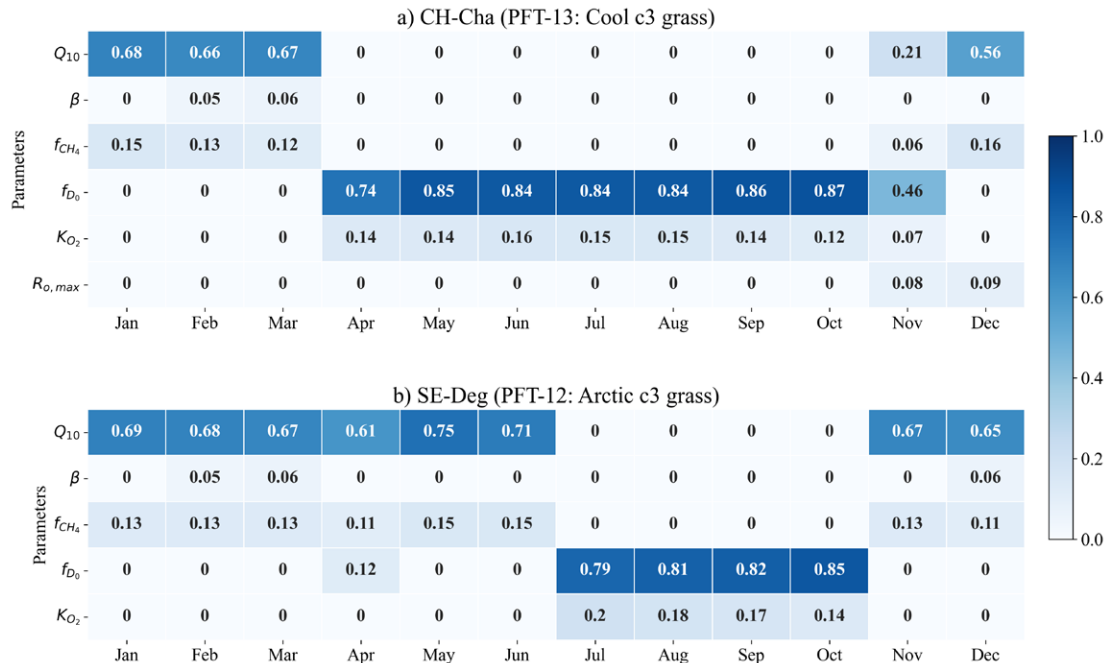 a) CH-Cha (PFT-13: Cool c3 grass)
Q10 0.68 0.66 0.67 0 0 0 0 0 0 0 0.21 0.56
β 0 0.05 0.06 0 0 0 0 0 0 0 0 0
fCH4 0.15 0.13 0.12 0 0 0 0 0 0 0 0.06 0.16
fD0 0 0 0 0.74 0.85 0.84 0.84 0.84 0.86 0.87 0.46 0
KO2 0 0 0 0.14 0.14 0.16 0.15 0.15 0.14 0.12 0.07 0
Ro,max 0 0 0 0 0 0 0 0 0 0 0.08 0.09
Jan Feb Mar Apr May Jun Jul Aug Sep Oct Nov Dec
Parameters
b) SE-Deg (PFT-12: Arctic c3 grass)
Q10 0.69 0.68 0.67 0.61 0.75 0.71 0 0 0 0 0.67 0.65
β 0 0.05 0.06 0 0 0 0 0 0 0 0 0.06
fCH4 0.13 0.13 0.13 0.11 0.15 0.15 0 0 0 0 0.13 0.11
fD0 0 0 0 0.12 0 0 0.79 0.81 0.82 0.85 0 0
KO2 0 0 0 0 0 0 0.2 0.18 0.17 0.14 0 0
Jan Feb Mar Apr May Jun Jul Aug Sep Oct Nov Dec
Parameters
1.0
0.8
0.6
0.4
0.2
0.0